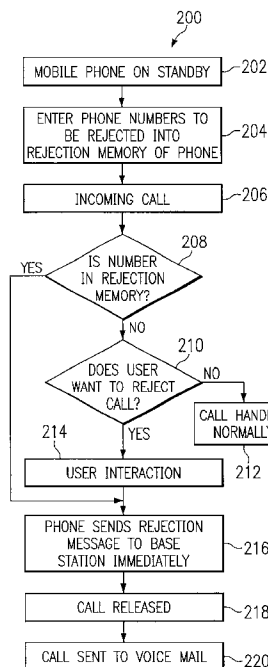 200
MOBILE PHONE ON STANDBY
202
ENTER PHONE NUMBERS TO
BE REJECTED INTO
REJECTION MEMORY OF PHONE
204
INCOMING CALL
206
IS NUMBER
IN REJECTION
MEMORY?
208
YES
NO
DOES USER
WANT TO REJECT
CALL?
210
NO
YES
CALL HAND
NORMALLY
212
214
USER INTERACTION
PHONE SENDS REJECTION
MESSAGE TO BASE
STATION IMMEDIATELY
216
CALL RELEASED
218
CALL SENT TO VOICE MAIL
220